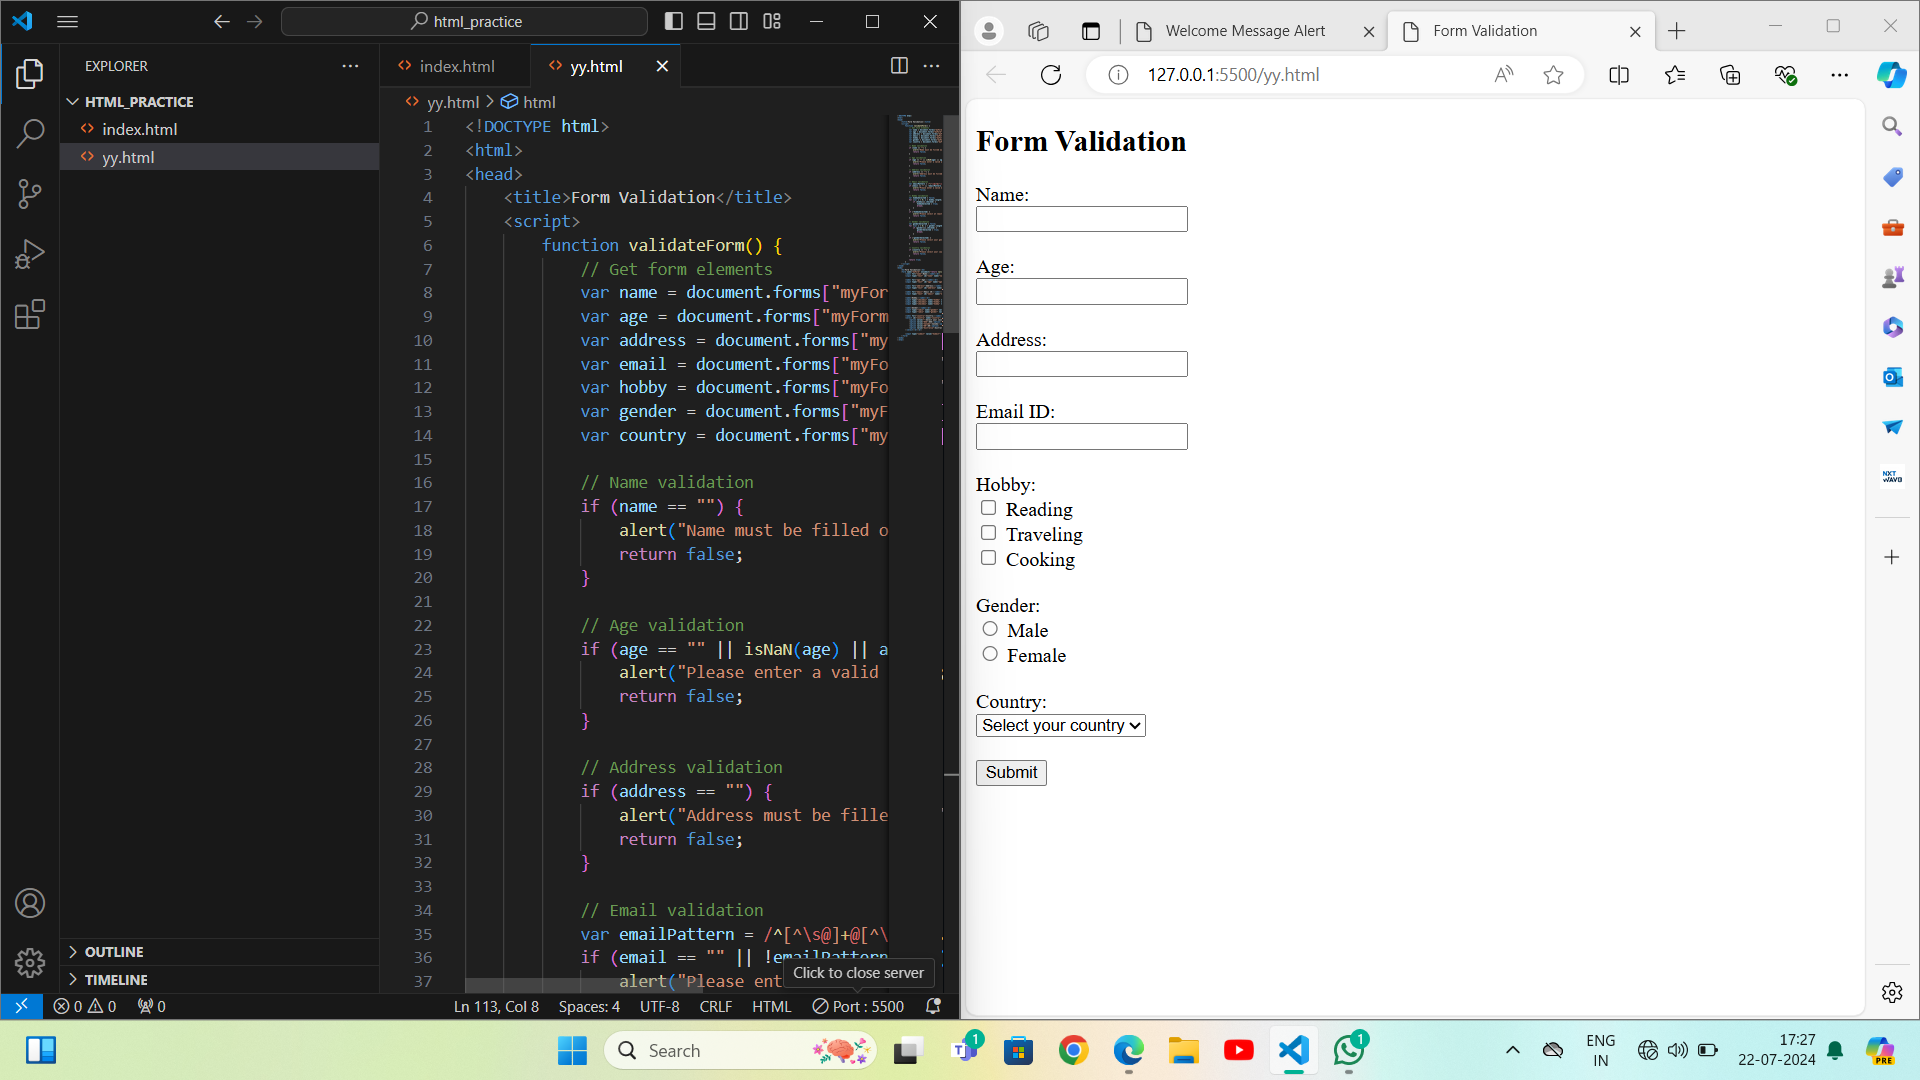 html_practice
EXPLORER
HTML_PRACTICE
index.html
yy.html
OUTLINE
TIMELINE
index.html
yy.html
yy.html > html
1 <!DOCTYPE html>
2 <html>
3 <head>
4 <title>Form Validation</title>
5 <script>
6 function validateForm() {
7 // Get form elements
8 var name = document.forms["myFor
9 var age = document.forms["myForm
10 var address = document.forms["my
11 var email = document.forms["myFo
12 var hobby = document.forms["myFo
13 var gender = document.forms["myF
14 var country = document.forms["my
15
16 // Name validation
17 if (name == "") {
18 alert("Name must be filled o
19 return false;
20 }
21
22 // Age validation
23 if (age == "" || isNaN(age) || a
24 alert("Please enter a valid
25 return false;
26 }
27
28 // Address validation
29 if (address == "") {
30 alert("Address must be fille
31 return false;
32 }
33
34 // Email validation
35 var emailPattern = /^[^\s@]+@[^\
36 if (email == "" || !emailPattern
37 alert("Please ent
Click to close server
0 0 0
Ln 113, Col 8 Spaces: 4 UTF-8 CRLF HTML Port : 5500
Welcome Message Alert
Form Validation
127.0.0.1:5500/yy.html
Form Validation
Name:
Age:
Address:
Email ID:
Hobby:
Reading
Traveling
Cooking
Gender:
Male
Female
Country:
Select your country
Submit
NXT
WAVE
Search
1
1
ENG
IN
17:27
22-07-2024
PRE